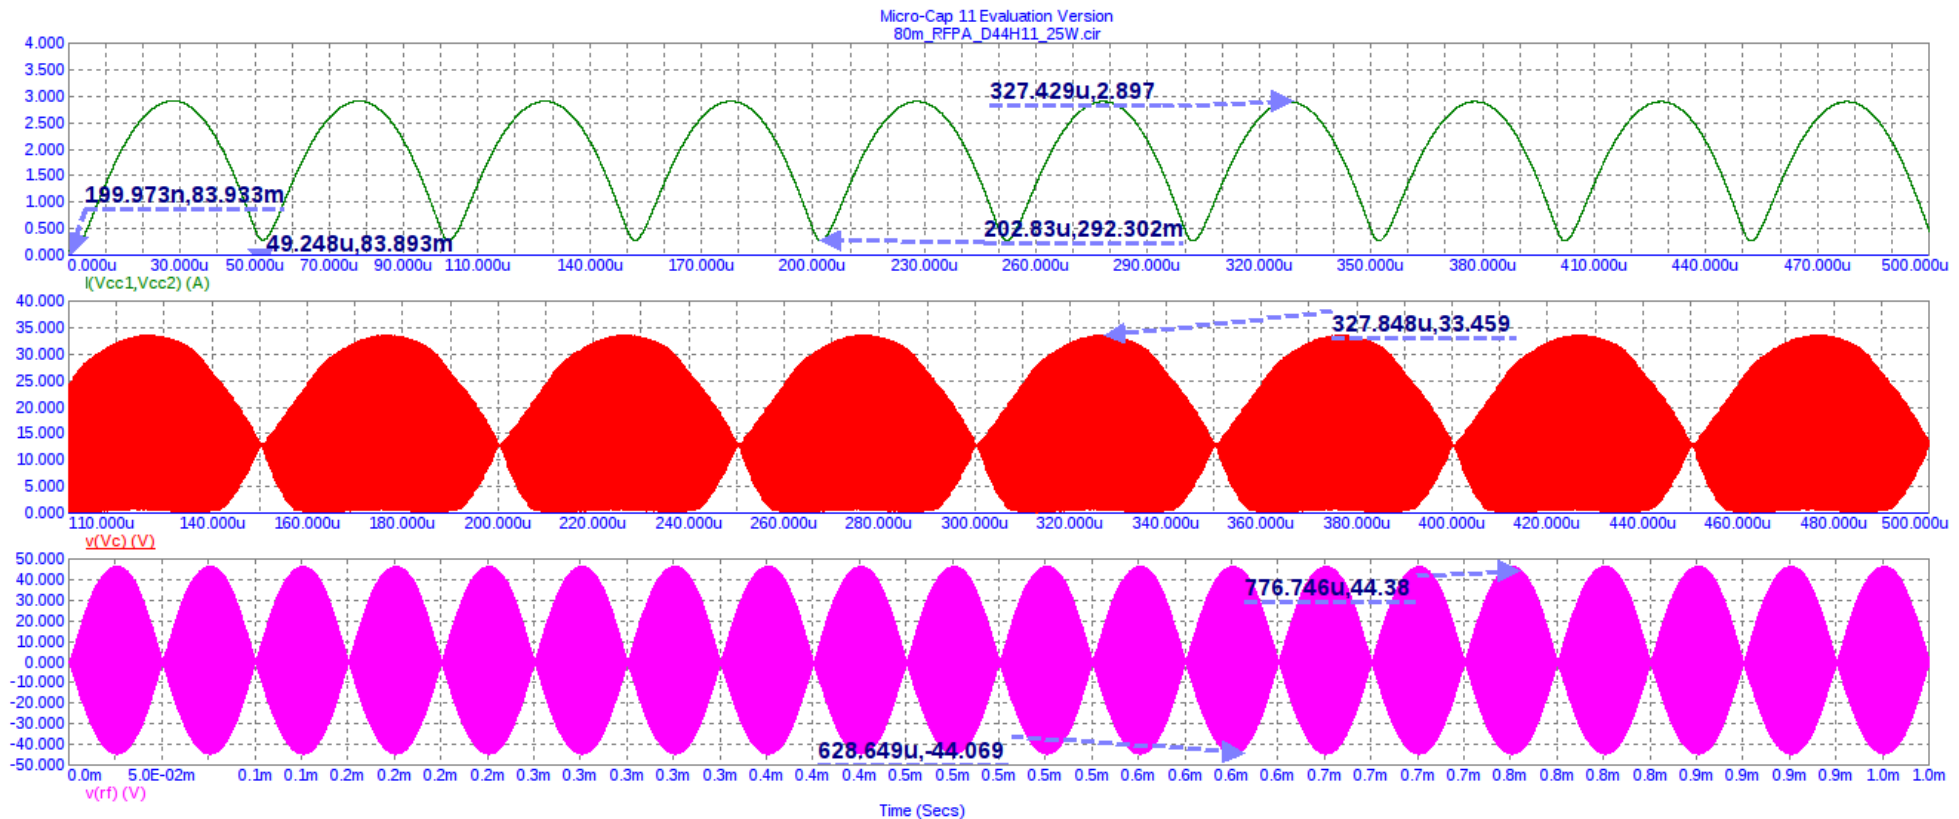 Micro-Cap 11 Evaluation Version
80m_RFPA_D44H11_25W.cir
4.000
3.500
3.000
2.500
2.000
1.500
1.000
0.500
0.000
327.429u,2.897
199.973n,83.933m
49.248u,83.893m
202.83u,292.302m
0.000u 30.000u 50.000u 70.000u 90.000u 110.000u 140.000u 170.000u 200.000u 230.000u 260.000u 290.000u 320.000u 350.000u 380.000u 410.000u 440.000u 470.000u 500.000u
I(Vcc1,Vcc2) (A)
40.000
35.000
30.000
25.000
20.000
15.000
10.000
5.000
0.000
327.848u,33.459
110.000u 140.000u 160.000u 180.000u 200.000u 220.000u 240.000u 260.000u 280.000u 300.000u 320.000u 340.000u 360.000u 380.000u 400.000u 420.000u 440.000u 460.000u 480.000u 500.000u
v(Vc) (V)
50.000
40.000
30.000
20.000
10.000
0.000
-10.000
-20.000
-30.000
-40.000
-50.000
776.746u,44.38
628.649u,-44.069
0.0m 5.0E-02m 0.1m 0.1m 0.2m 0.2m 0.2m 0.2m 0.3m 0.3m 0.3m 0.3m 0.3m 0.4m 0.4m 0.4m 0.5m 0.5m 0.5m 0.5m 0.5m 0.6m 0.6m 0.6m 0.6m 0.7m 0.7m 0.7m 0.7m 0.8m 0.8m 0.8m 0.8m 0.9m 0.9m 0.9m 0.9m 1.0m 1.0m
v(rf) (V)
Time (Secs)